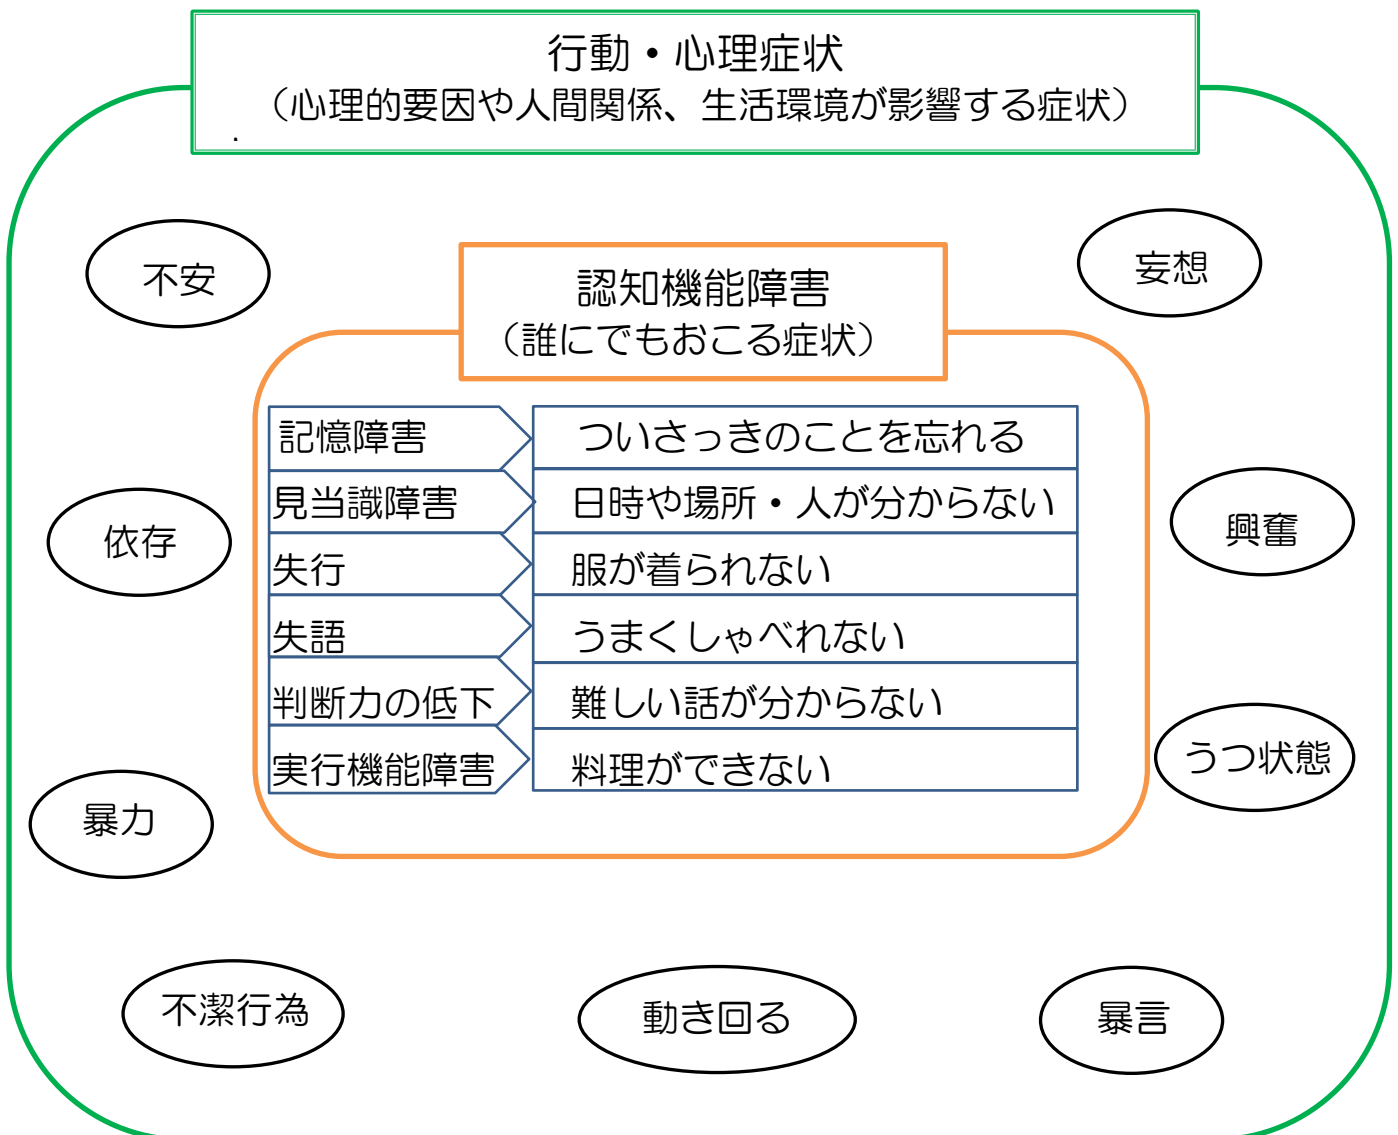 行動・心理症状
（心理的要因や人間関係、生活環境が影響する症状）
.
不安
妄想
認知機能障害
（誰にでもおこる症状）
記憶障害 ついさっきのことを忘れる
見当識障害 日時や場所・人が分からない
依存
興奮
失行 服が着られない
失語 うまくしゃべれない
判断力の低下 難しい話が分からない
実行機能障害 料理ができない
うつ状態
暴力
不潔行為
動き回る
暴言